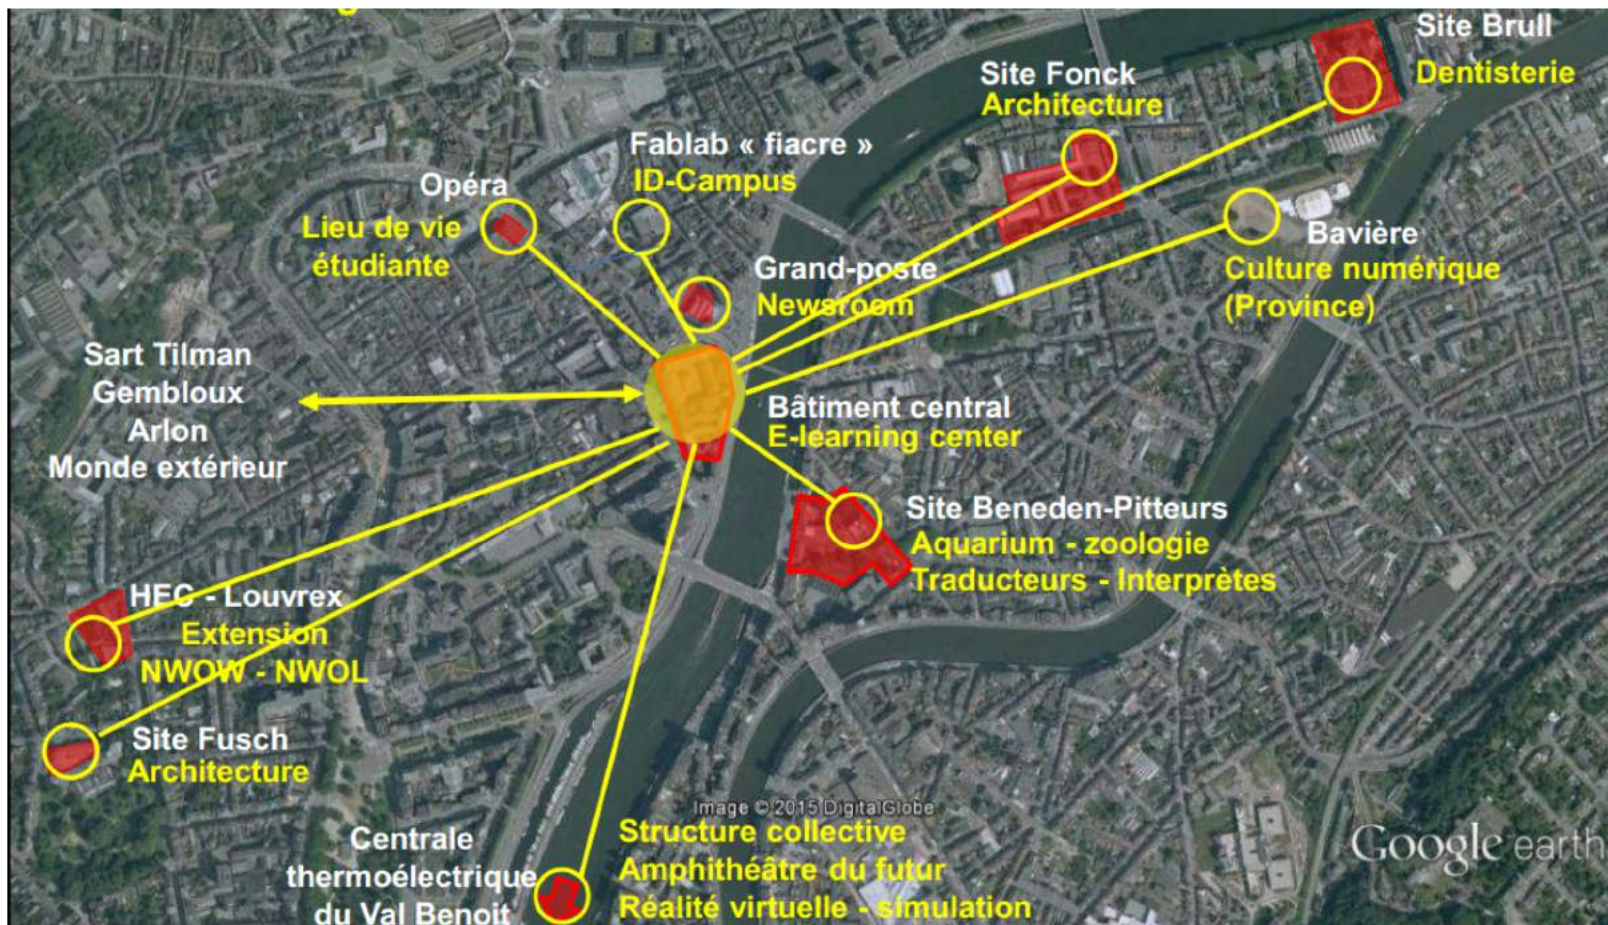 Site Brull
Dentisterie
Site Fonck
Architecture
Fablab « fiacre »
ID-Campus
Opéra
Lieu de vie
étudiante
Bavière
Culture numérique
(Province)
Grand-poste
Newsroom
Sart Tilman
Gembloux
Arlon
Monde extérieur
Bâtiment central
E-learning center
Site Beneden-Pitteurs
Aquarium - zoologie
Traducteurs - Interprètes
HEC - Louvrex
Extension
NWOW - NWOL
Site Fusch
Architecture
Image © 2015 DigitalGlobe
Centrale
thermoélectrique
du Val Benoit
Structure collective
Amphithéâtre du futur
Réalité virtuelle - simulation
Google earth